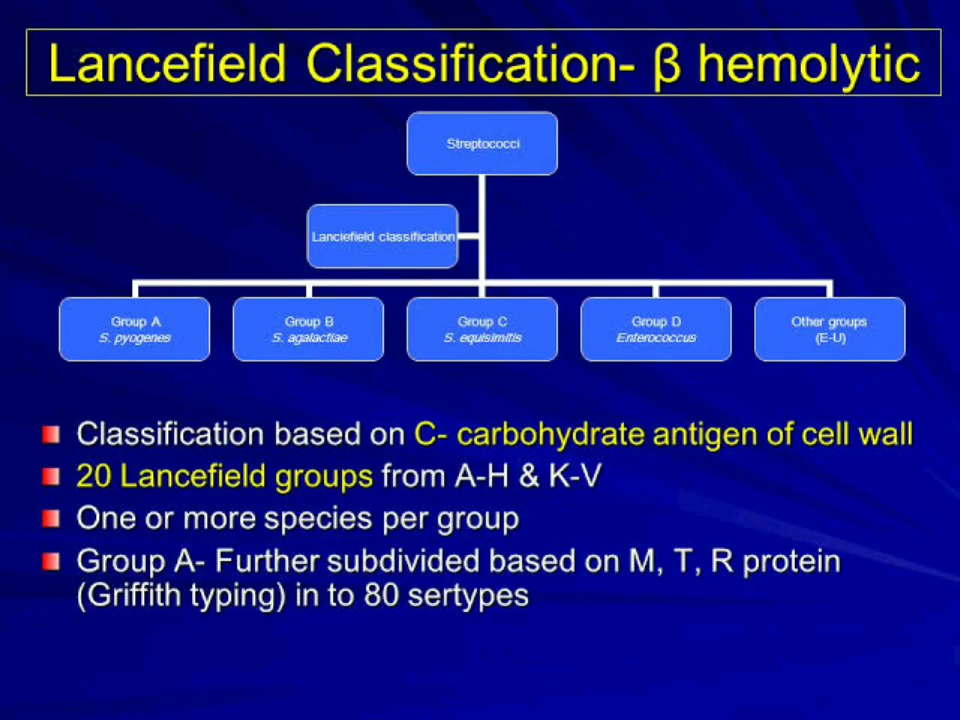 Lancefield Classification- β hemolytic
Streptococci
Lanciefield classification
Group A
S. pyogenes
Group B
S. agalactiae
Group C
S. equisimitis
Group D
Enterococcus
Other groups
(E-U)
Classification based on C- carbohydrate antigen of cell wall
20 Lancefield groups from A-H & K-V
One or more species per group
Group A- Further subdivided based on M, T, R protein
(Griffith typing) in to 80 sertypes